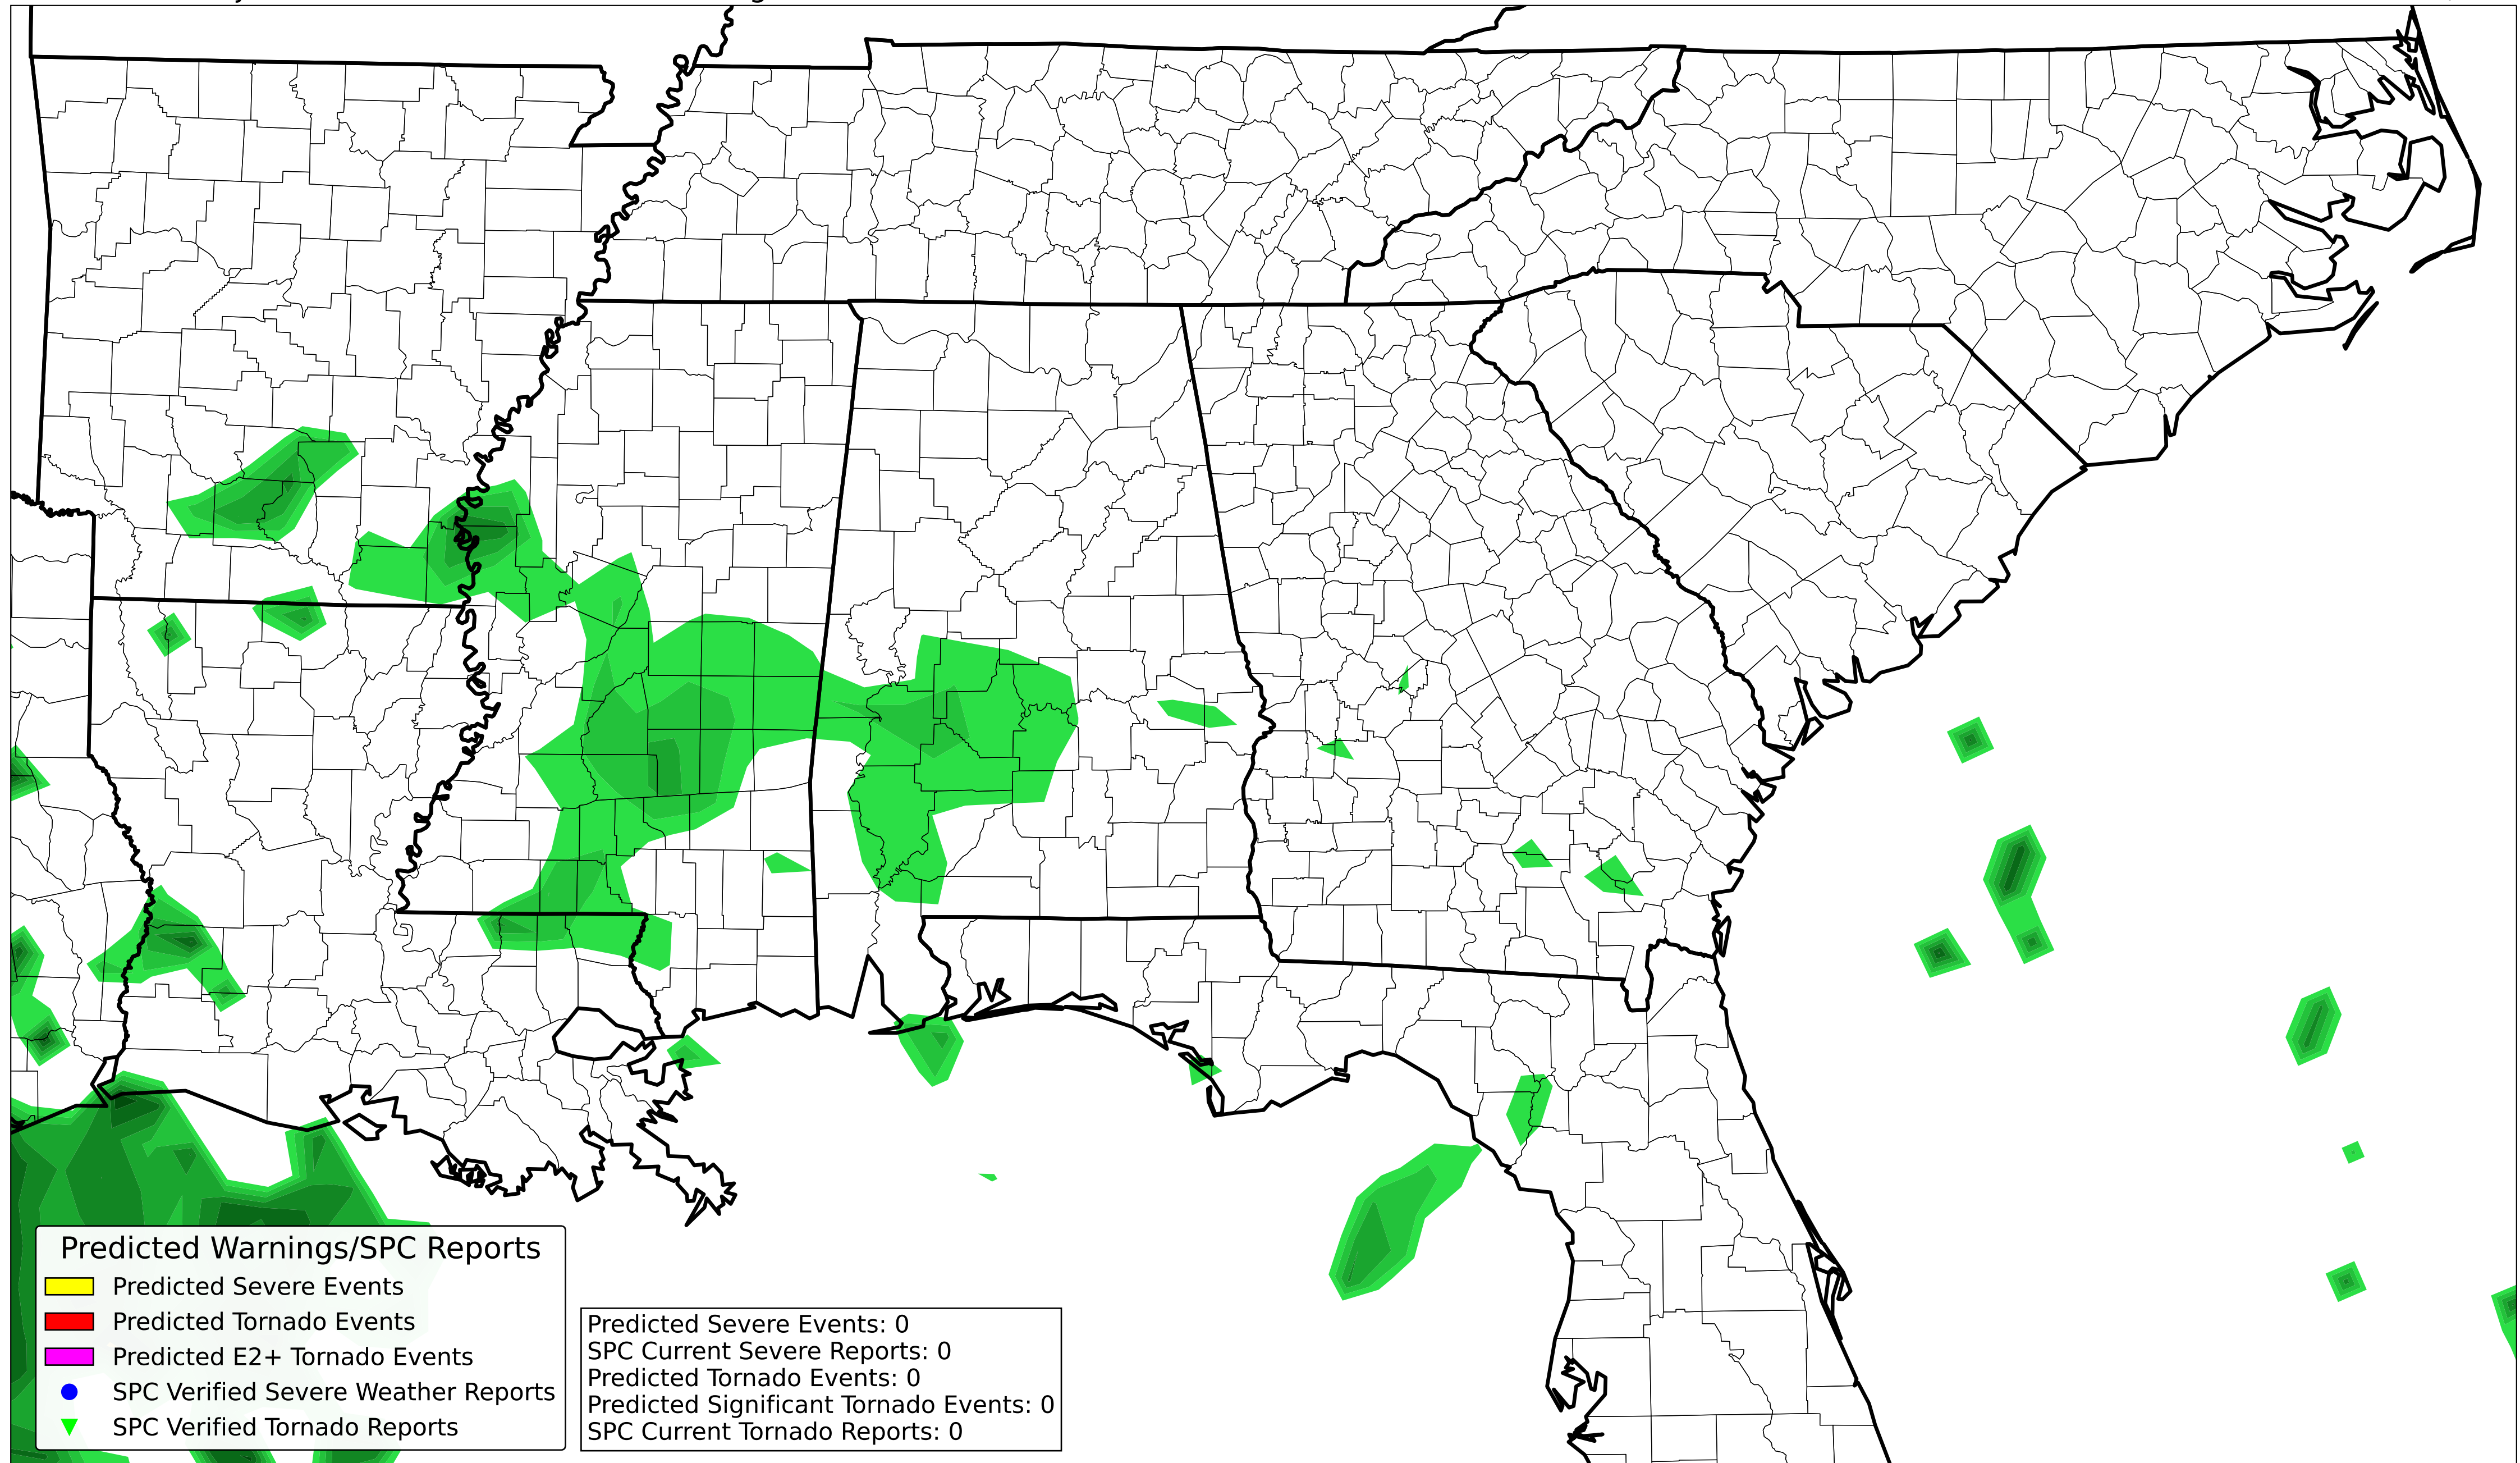 Predicted Warnings/SPC Reports
Predicted Severe Events
Predicted Tornado Events
Predicted E2+ Tornado Events
SPC Verified Severe Weather Reports
SPC Verified Tornado Reports
Predicted Severe Events: 0
SPC Current Severe Reports: 0
Predicted Tornado Events: 0
Predicted Significant Tornado Events: 0
SPC Current Tornado Reports: 0